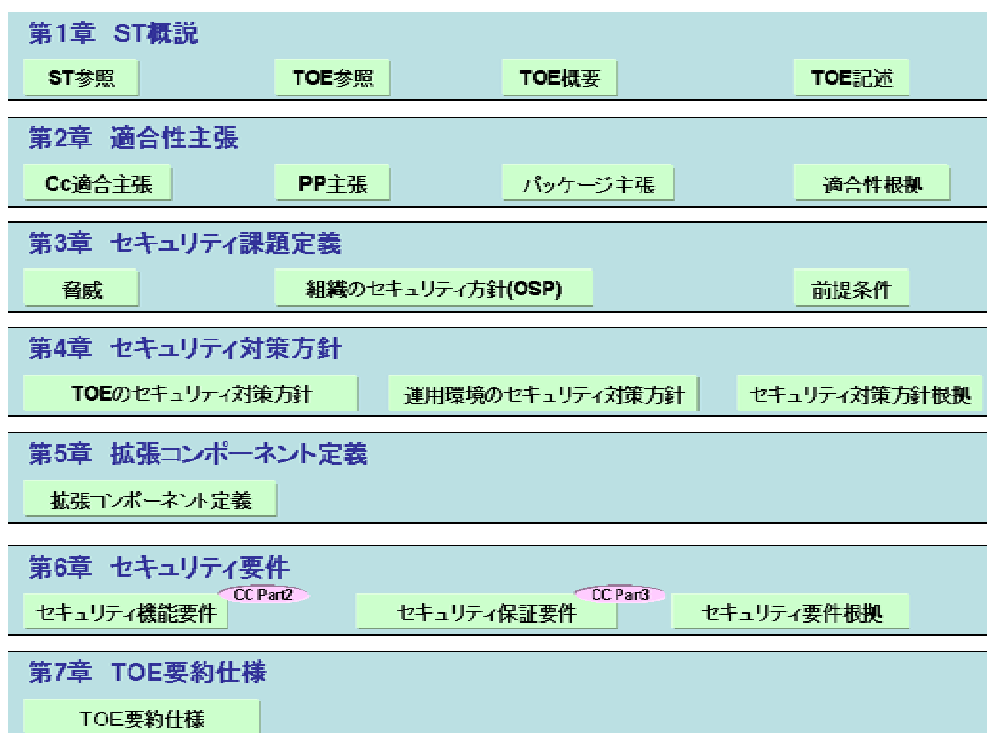 第1章 ST概説
ST参照 TOE参照 TOE概要 TOE記述
第2章 適合性主張
Cc適合主張 PP主張 パッケージ主張 適合性根拠
第3章 セキュリティ課題定義
脅威 組織のセキュリティ方針(OSP) 前提条件
第4章 セキュリティ対策方針
TOEのセキュリティ対策方針 運用環境のセキュリティ対策方針 セキュリティ対策方針根拠
第5章 拡張コンポーネント定義
拡張コンポーネント定義
第6章 セキュリティ要件
CC Part2 CC Part3
セキュリティ機能要件 セキュリティ保証要件 セキュリティ要件根拠
第7章 TOE要約仕様
TOE要約仕様